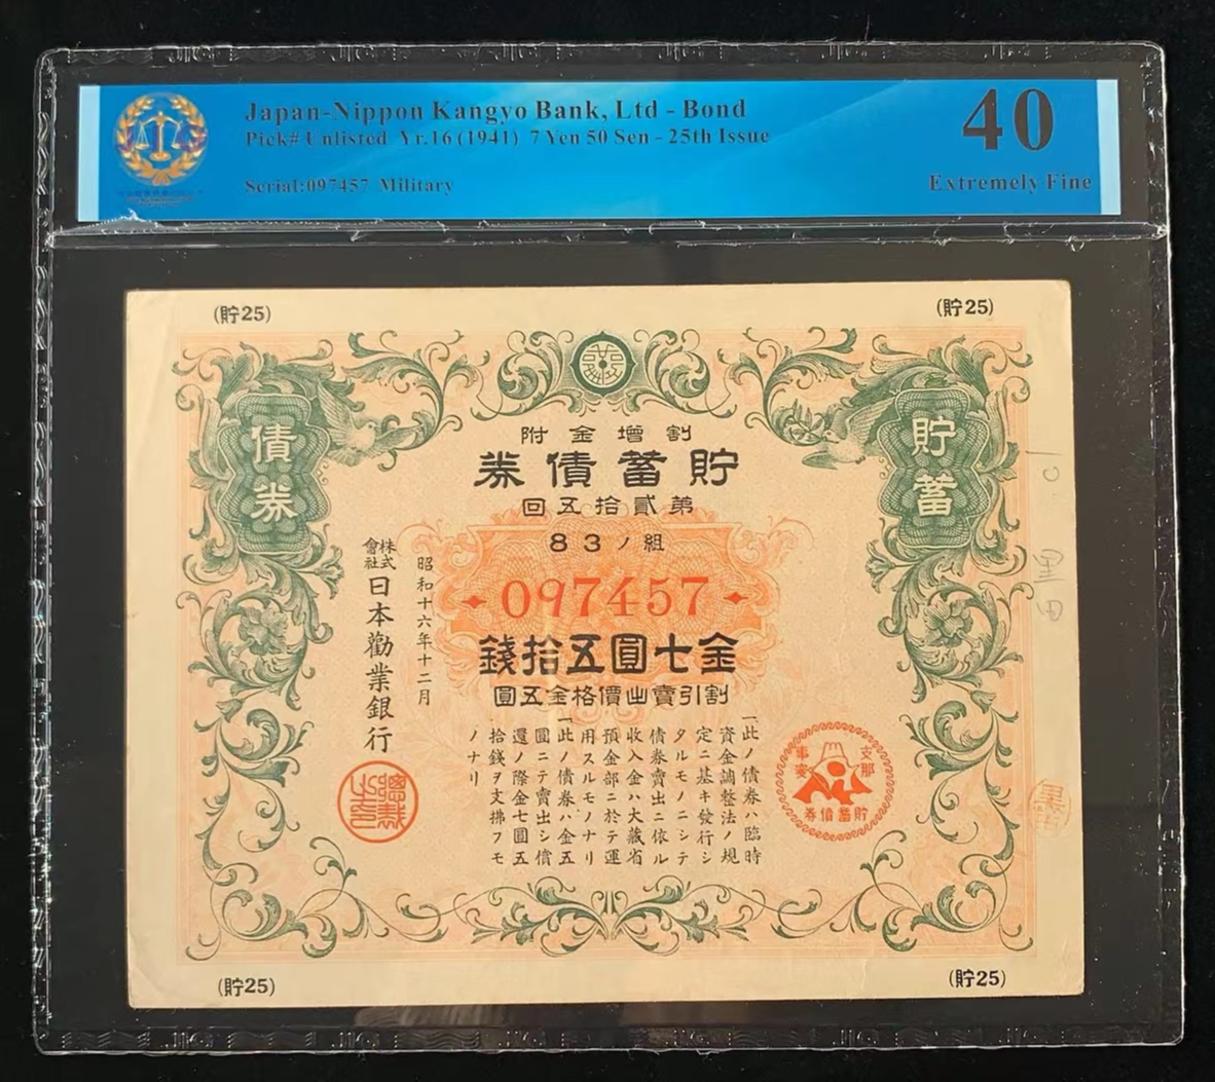 Japan-Nippon Kangyo Bank, Ltd - Bond
Pick# Unlisted Yr.16 (1941) 7 Yen 50 Sen - 25th Issue
Serial:097457 Military
40
Extremely Fine
(貯25)
(貯25)
貯蓄
債券
割增金附
貯蓄債券
第貳拾五回
83ノ組
097457
金七圓五拾錢
割引賣出價格金五圓
一此ノ債券ハ臨時
資金調整法ノ規
定ニ基キ發行シ
タルモノニシテ
債券賣出ニ依ル
收入金ハ大藏省
預金部ニ於テ運
用スルモノナリ
一此ノ債券ハ金五
圓ニテ賣出シ償
還ノ際金七圓五
拾錢ヲ支拂フモ
ノナリ
昭和十六年十二月
株式會社日本勸業銀行
總裁之印
支那事變
貯蓄債券
(貯25)
(貯25)